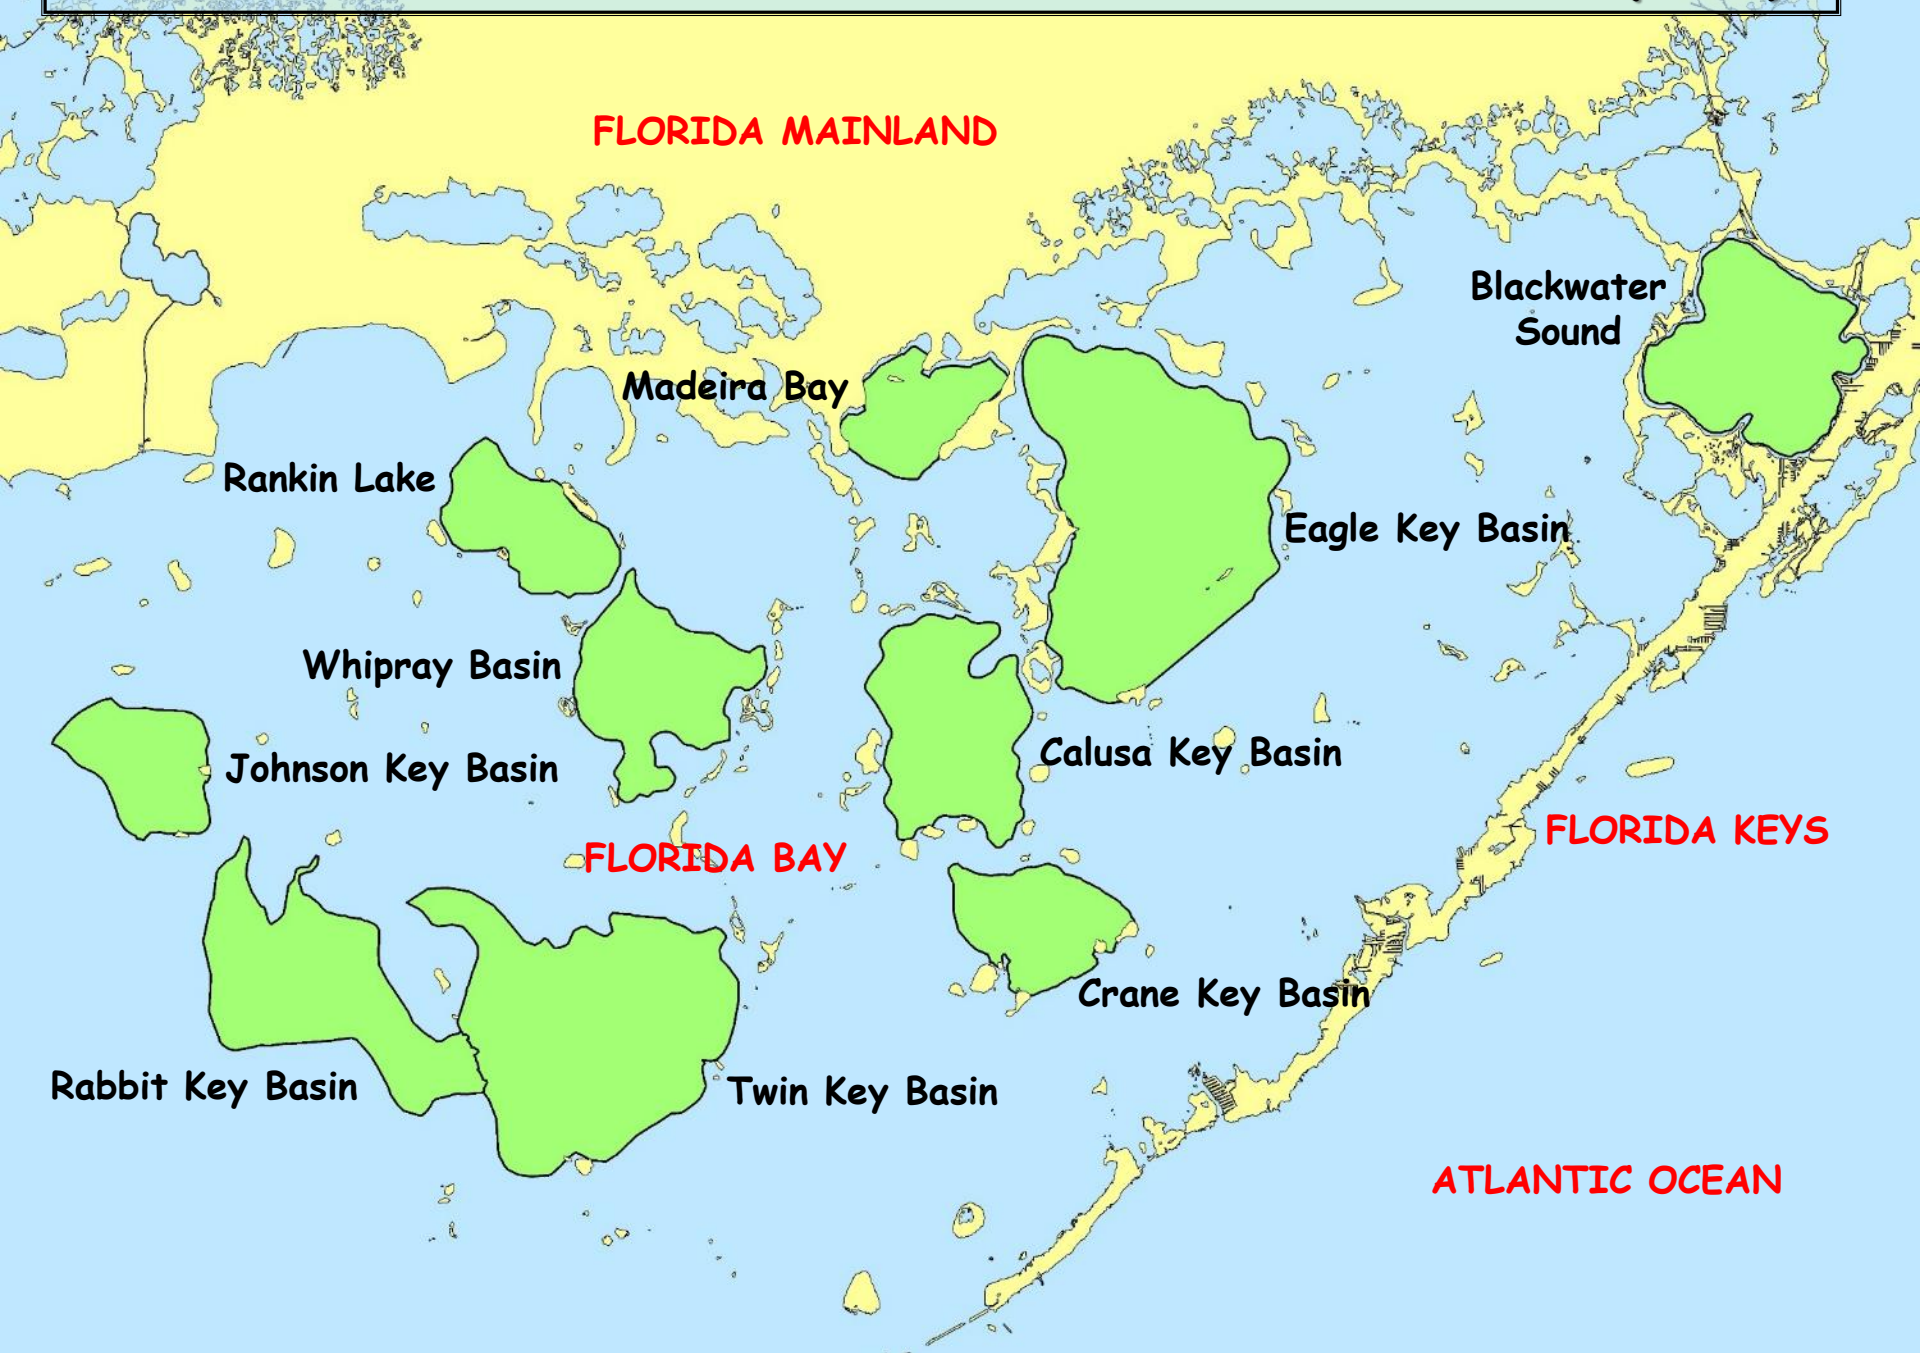 FLORIDA MAINLAND
Blackwater
Sound
Madeira Bay
Rankin Lake
Eagle Key Basin
Whipray Basin
Johnson Key Basin
Calusa Key Basin
FLORIDA KEYS
FLORIDA BAY
Crane Key Basin
Rabbit Key Basin
Twin Key Basin
ATLANTIC OCEAN